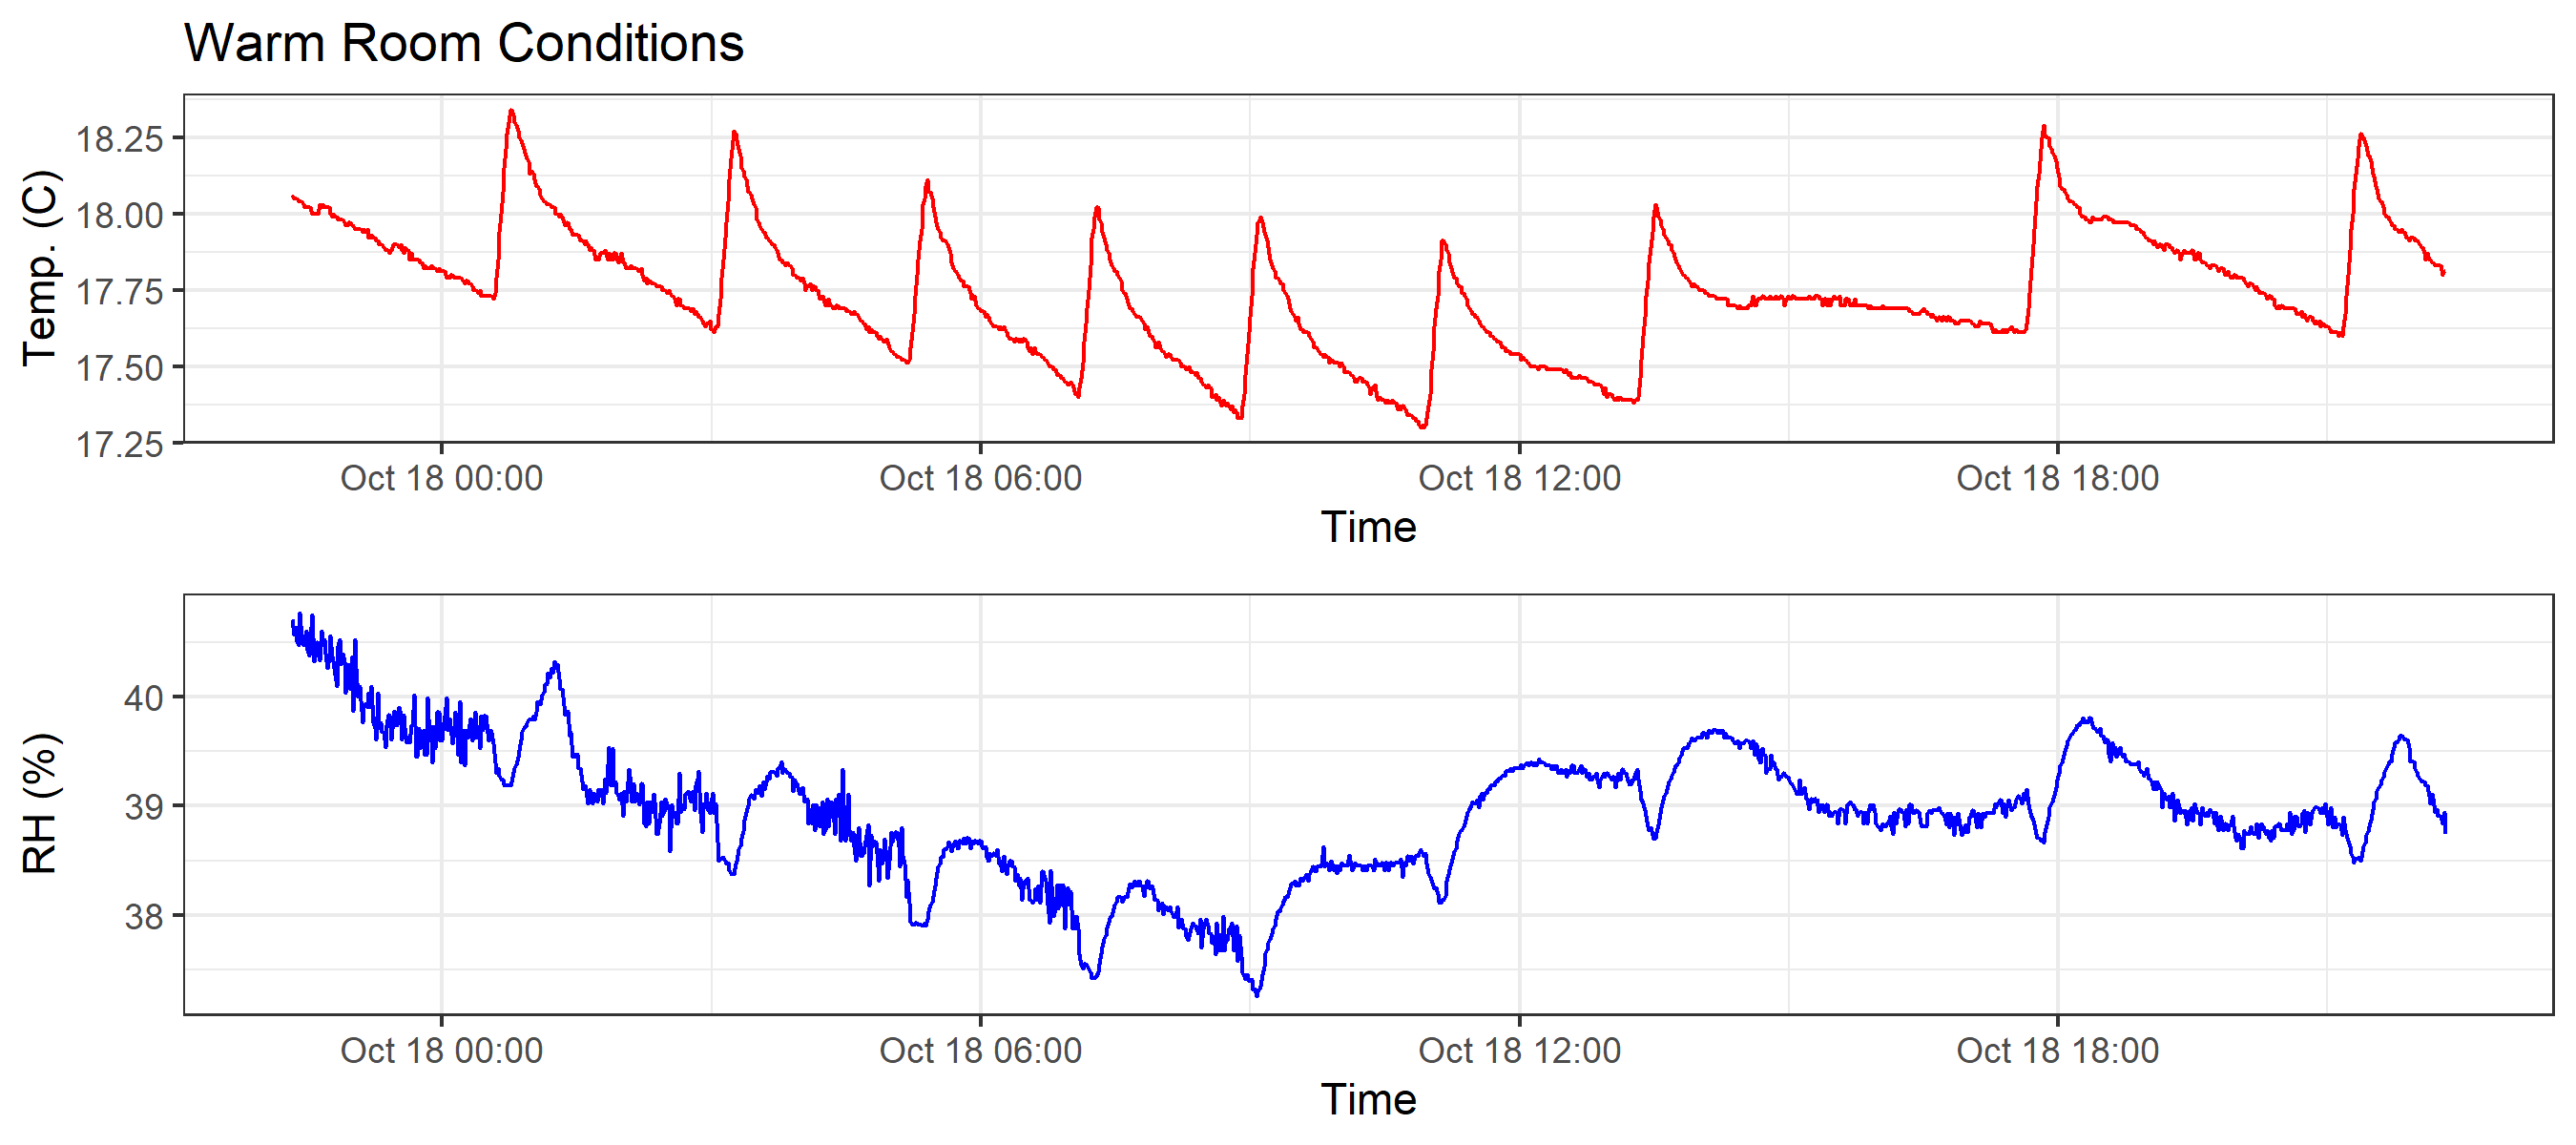 Warm Room Conditions
Temp. (C)
18.25
18.00
17.75
17.50
17.25
Oct 18 00:00 Oct 18 06:00 Oct 18 12:00 Oct 18 18:00
Time
RH (%)
40
39
38
Oct 18 00:00 Oct 18 06:00 Oct 18 12:00 Oct 18 18:00
Time